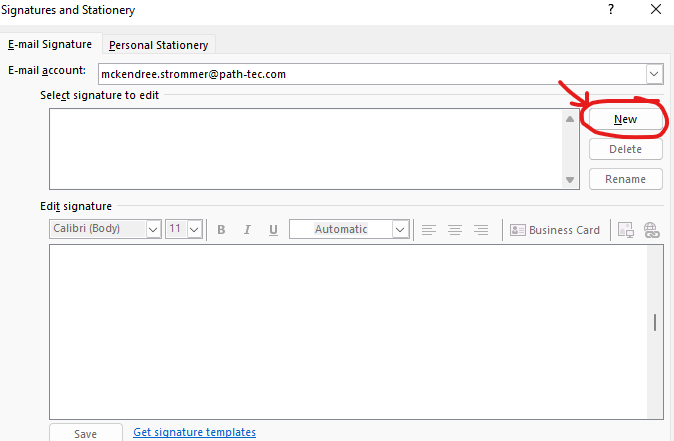 Signatures and Stationery ?
E-mail Signature Personal Stationery
E-mail account: mckendree.strommer@path-tec.com
Select signature to edit
New
Delete
Rename
Edit signature
Calibri (Body) 11 B I U Automatic Business Card
Save Get signature templates